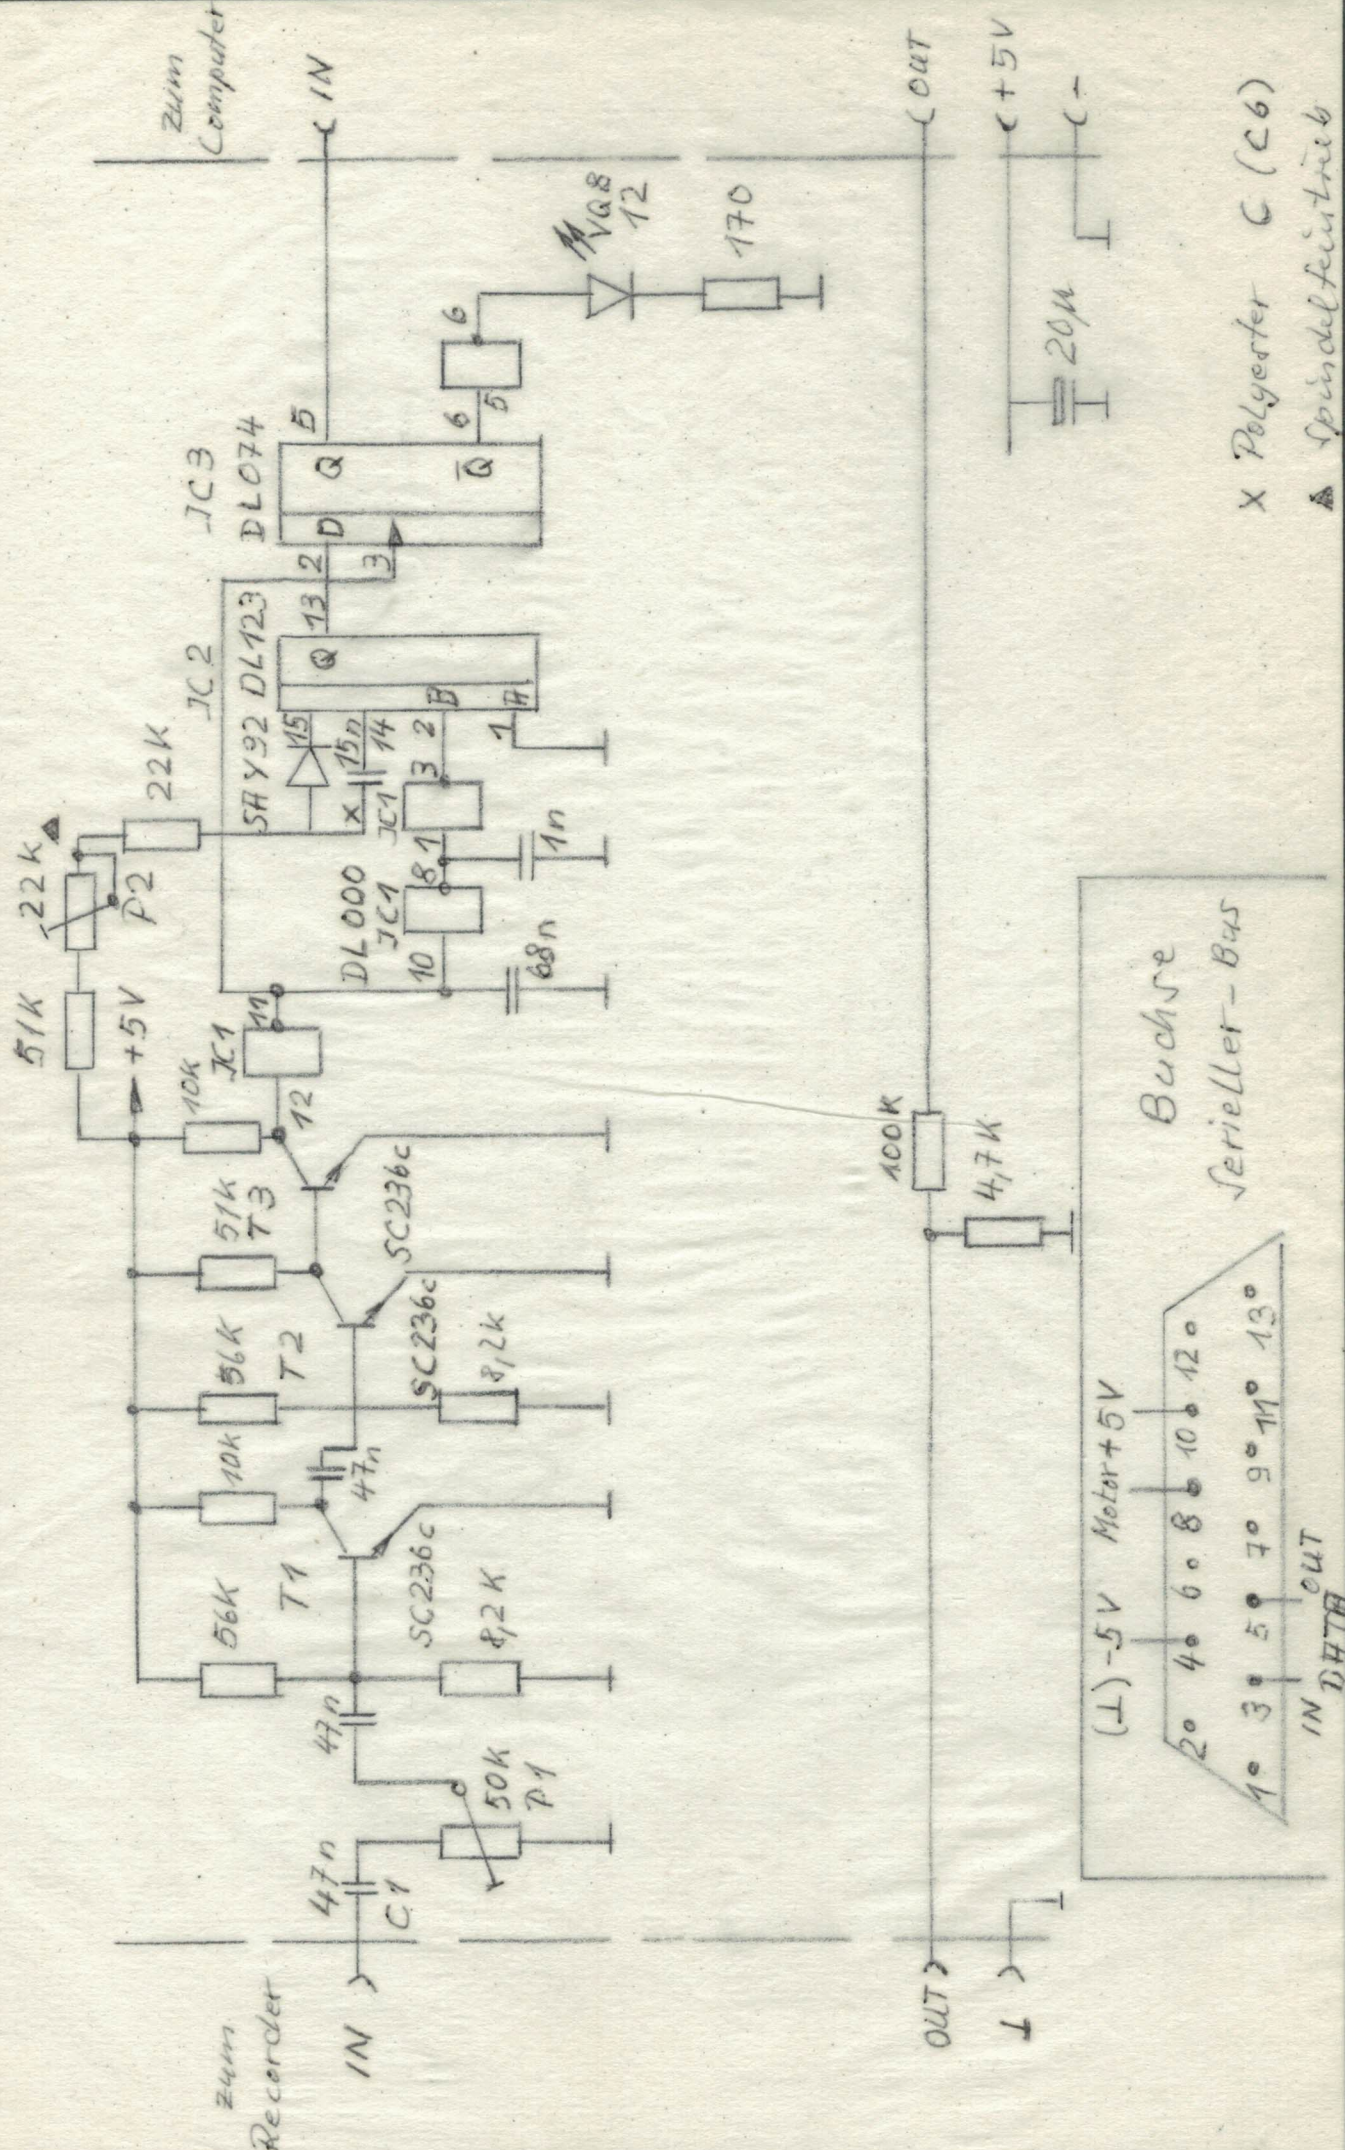 zum
Recorder
IN
47n
C1
50K
P1
47n
56K
8,2K
T1
SC236c
10K
47n
56K
T2
SC236c
8,2k
51K
T3
SC236c
10K
12
+5V
51K
22K
P2
▲
22K
JC1
11
68n
10
DL000
JC1
8
1
1n
JC1
3
2
X
15n
14
SAY92
15
JC2
DL123
Q
B
A
1
13
2
3
JC3
DL074
D
Q
Q̅
5
6
5
6
VQB
12
170
zum
Computer
IN
OUT
+5V
-
20µ
100K
4,7K
OUT
⊥
X Polyester C (C6)
▲ Spindelfeintrieb
Buchse
Serieller-Bus
(⊥) -5V Motor +5V
2 4 6 8 10 12
1 3 5 7 9 11 13
IN OUT
DATA